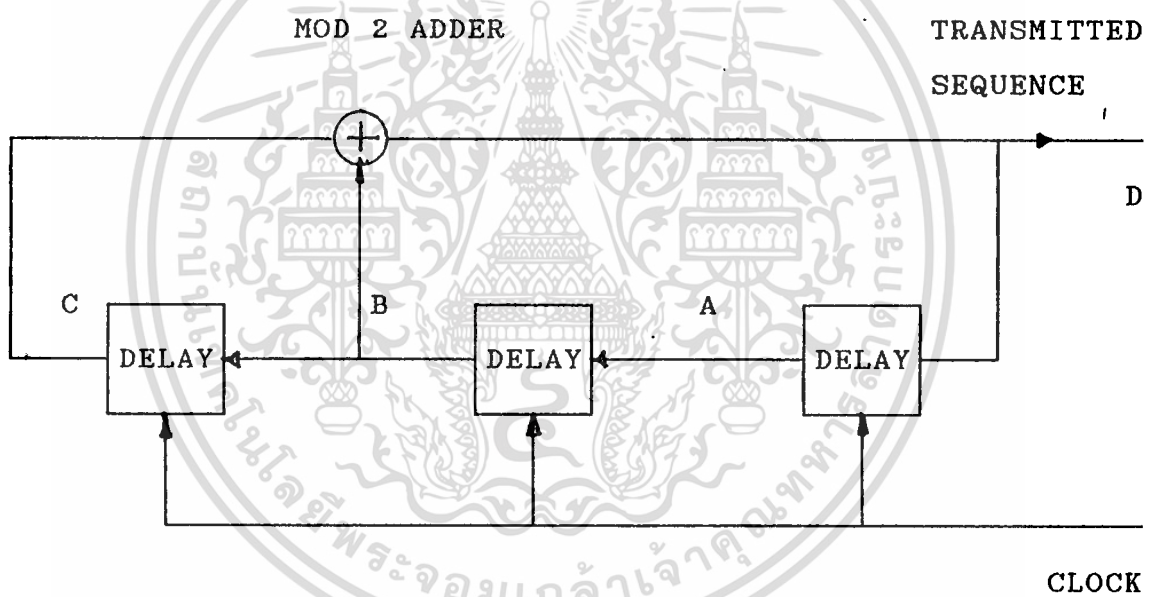 MOD 2 ADDER
TRANSMITTED
SEQUENCE
D
C
B
A
DELAY
DELAY
DELAY
CLOCK